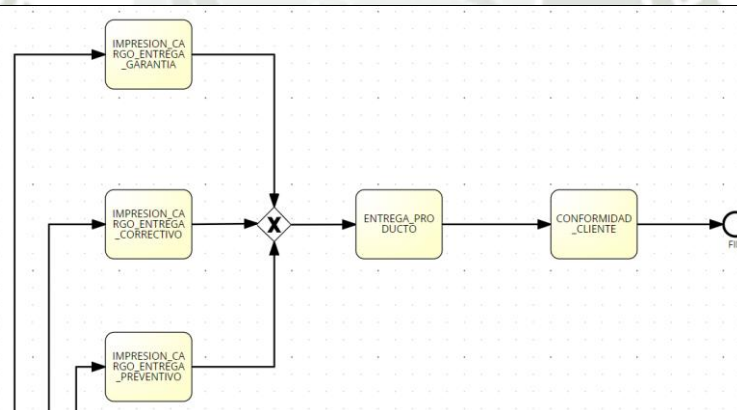 IMPRESION_CA
RGO_ENTREGA
_GARANTIA
IMPRESION_CA
RGO_ENTREGA
_CORRECTIVO
X
ENTREGA_PRO
DUCTO
CONFORMIDAD
_CLIENTE
IMPRESION_CA
RGO_ENTREGA
_PREVENTIVO